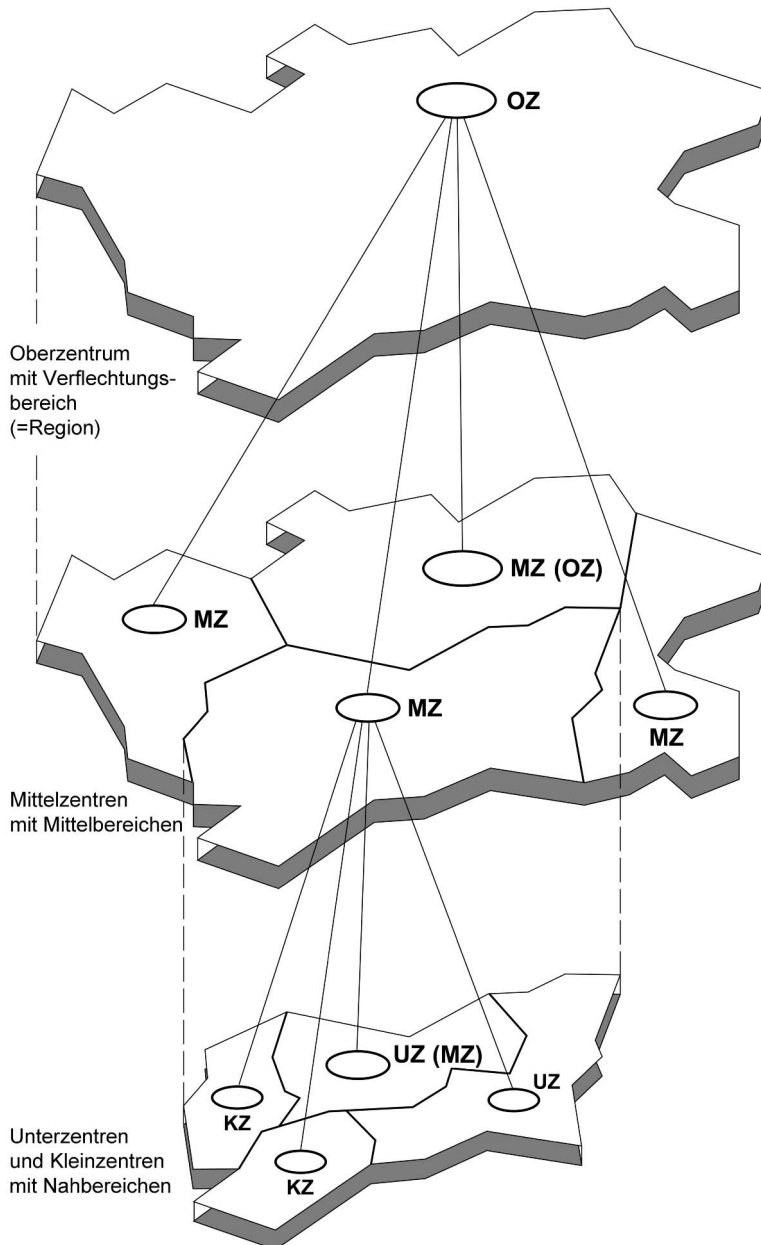 OZ
Oberzentrum
mit Verflechtungs-
bereich
(=Region)
MZ (OZ)
MZ
MZ
MZ
Mittelzentren
mit Mittelbereichen
UZ (MZ)
UZ
KZ
Unterzentren
und Kleinzentren
mit Nahbereichen
KZ